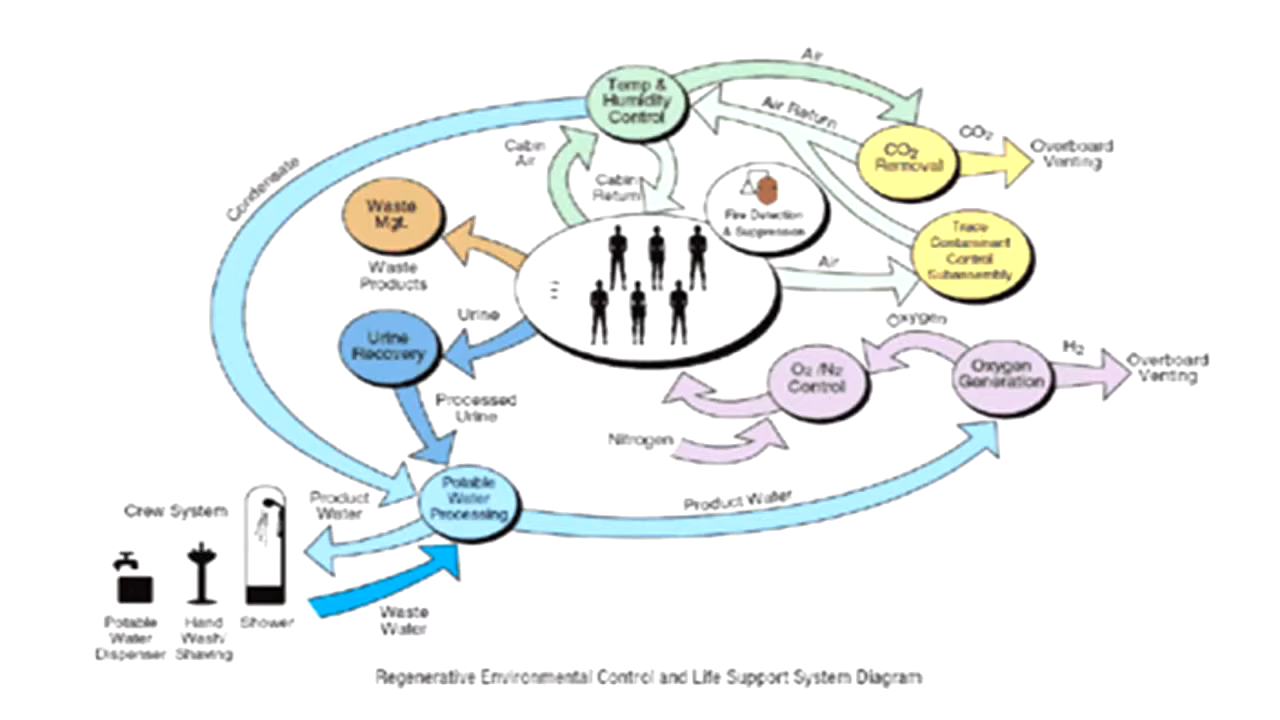 Air
Temp &
Humidity
Control
Air Return
CO2
Removal
CO2
Overboard
Venting
Cabin
Air
Cabin
Return
Condensate
Waste
Mgt.
Fire Detection
& Suppression
Trace
Contaminant
Control
Subassembly
Waste
Products
Air
Urine
Oxygen
Urine
Recovery
O2/N2
Control
Oxygen
Generation
H2
Overboard
Venting
Processed
Urine
Nitrogen
Potable
Water
Processing
Product
Water
Product Water
Crew System
Waste
Water
Potable
Water
Dispenser
Hand
Wash/
Shaving
Shower
Regenerative Environmental Control and Life Support System Diagram